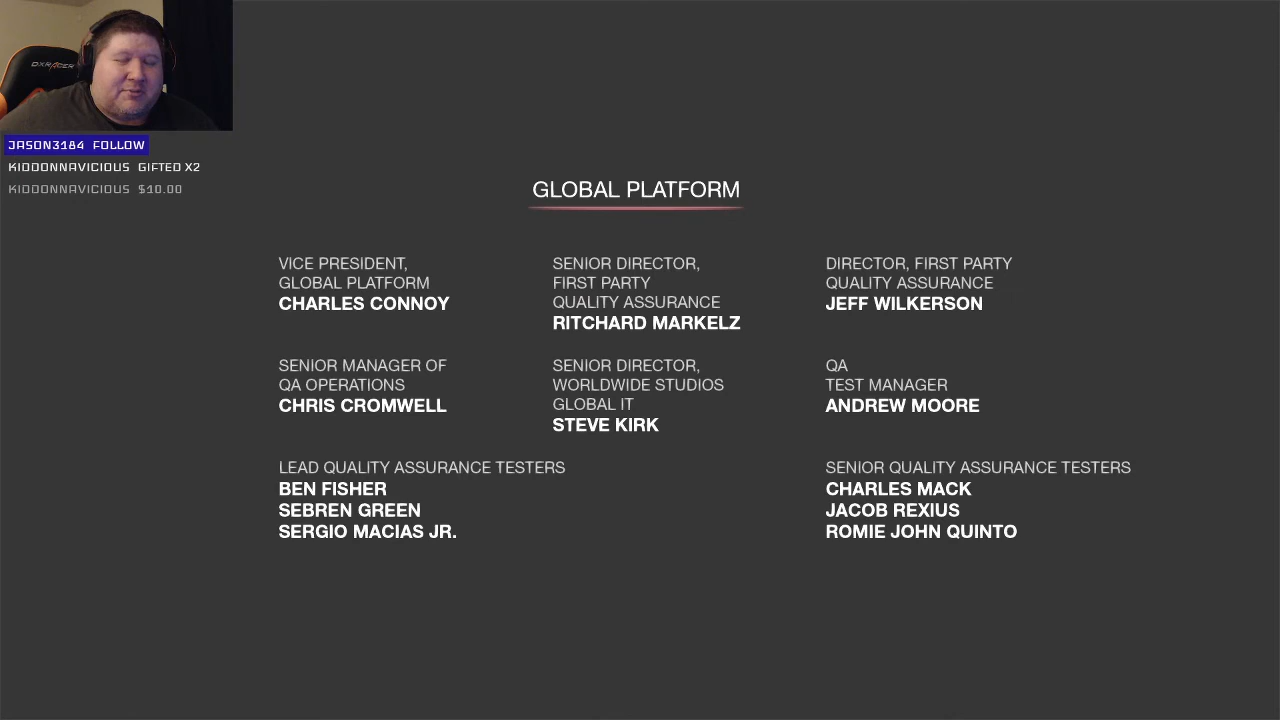 DXRACER
JASON3184 FOLLOW
KIDDONNAVICIOUS GIFTED X2
KIDDONNAVICIOUS $10.00
GLOBAL PLATFORM
VICE PRESIDENT,
GLOBAL PLATFORM
CHARLES CONNOY
SENIOR DIRECTOR,
FIRST PARTY
QUALITY ASSURANCE
RITCHARD MARKELZ
DIRECTOR, FIRST PARTY
QUALITY ASSURANCE
JEFF WILKERSON
SENIOR MANAGER OF
QA OPERATIONS
CHRIS CROMWELL
SENIOR DIRECTOR,
WORLDWIDE STUDIOS
GLOBAL IT
STEVE KIRK
QA
TEST MANAGER
ANDREW MOORE
LEAD QUALITY ASSURANCE TESTERS
BEN FISHER
SEBREN GREEN
SERGIO MACIAS JR.
SENIOR QUALITY ASSURANCE TESTERS
CHARLES MACK
JACOB REXIUS
ROMIE JOHN QUINTO